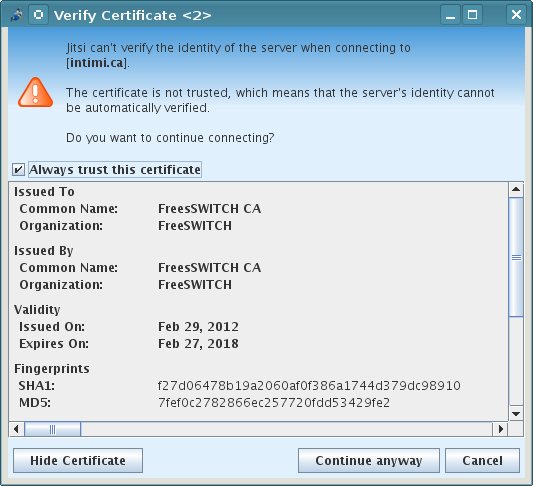 Verify Certificate <2>
Jitsi can't verify the identity of the server when connecting to
[intimi.ca].
The certificate is not trusted, which means that the server's identity cannot
be automatically verified.
Do you want to continue connecting?
Always trust this certificate
Issued To
Common Name: FreesSWITCH CA
Organization: FreeSWITCH
Issued By
Common Name: FreesSWITCH CA
Organization: FreeSWITCH
Validity
Issued On: Feb 29, 2012
Expires On: Feb 27, 2018
Fingerprints
SHA1: f27d06478b19a2060af0f386a1744d379dc98910
MD5: 7fef0c2782866ec257720fdd53429fe2
Hide Certificate Continue anyway Cancel